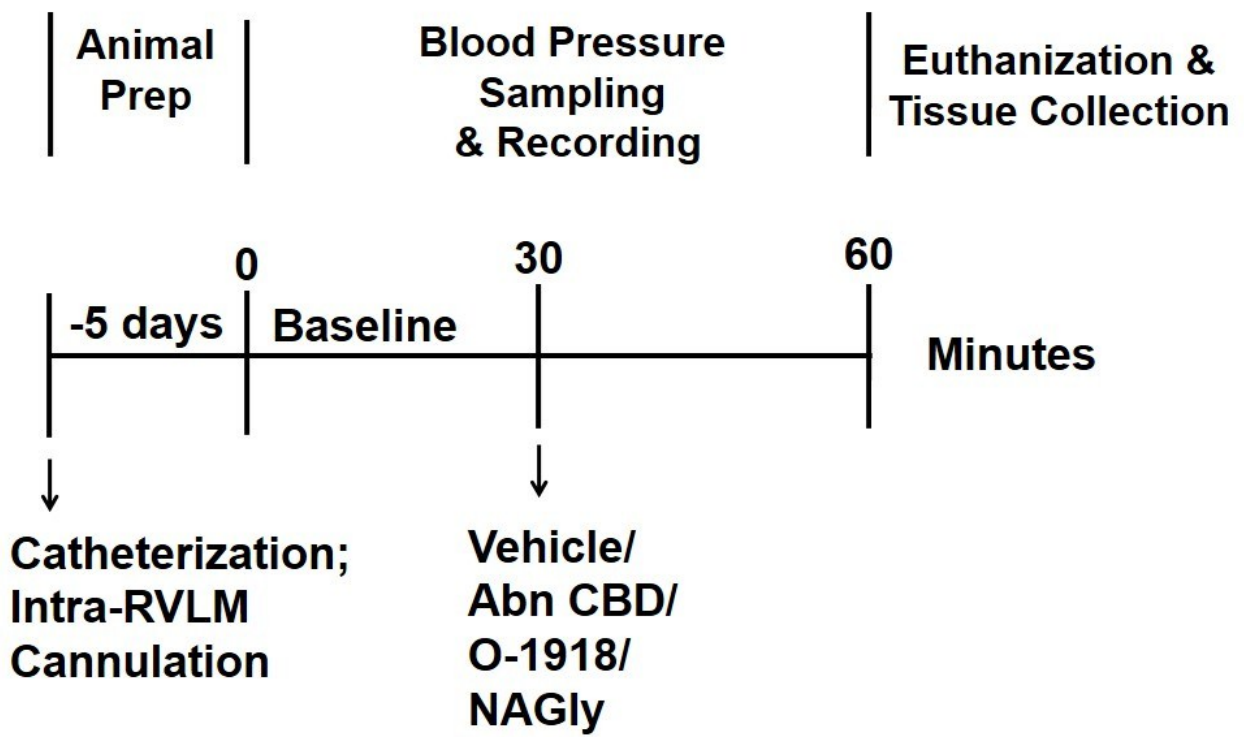 Animal
Prep
Blood Pressure
Sampling
& Recording
Euthanization &
Tissue Collection
0
30
60
-5 days
Baseline
Minutes
Catheterization;
Intra-RVLM
Cannulation
Vehicle/
Abn CBD/
O-1918/
NAGly